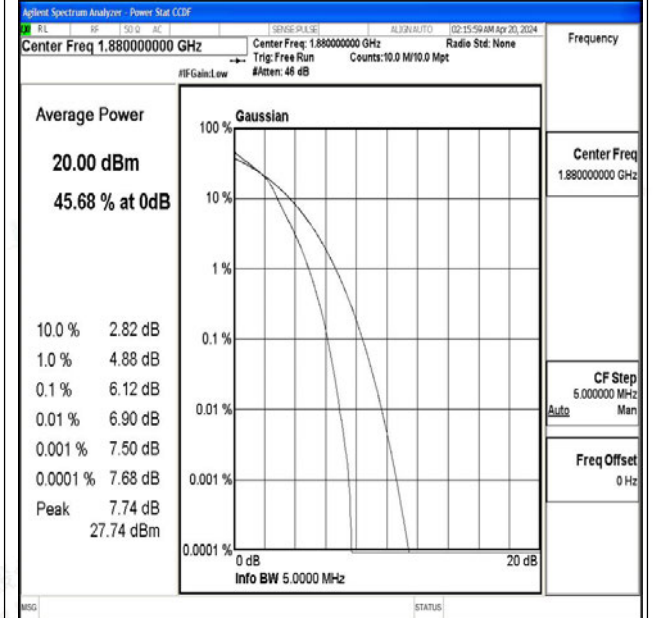 Agilent Spectrum Analyzer - Power Stat CCDF
RL RF 50 Ω AC SENSE:PULSE ALIGN AUTO 02:15:59 AM Apr 20, 2024
Center Freq 1.880000000 GHz
Center Freq: 1.880000000 GHz Radio Std: None
Trig: Free Run Counts:10.0 M/10.0 Mpt
#IFGain:Low #Atten: 46 dB
Frequency
Average Power
20.00 dBm
45.68 % at 0dB
10.0 % 2.82 dB
1.0 % 4.88 dB
0.1 % 6.12 dB
0.01 % 6.90 dB
0.001 % 7.50 dB
0.0001 % 7.68 dB
Peak 7.74 dB
27.74 dBm
Gaussian
100 %
10 %
1 %
0.1 %
0.01 %
0.001 %
0.0001 %
0 dB 20 dB
Info BW 5.0000 MHz
Center Freq
1.880000000 GHz
CF Step
5.000000 MHz
Auto Man
Freq Offset
0 Hz
MSG STATUS